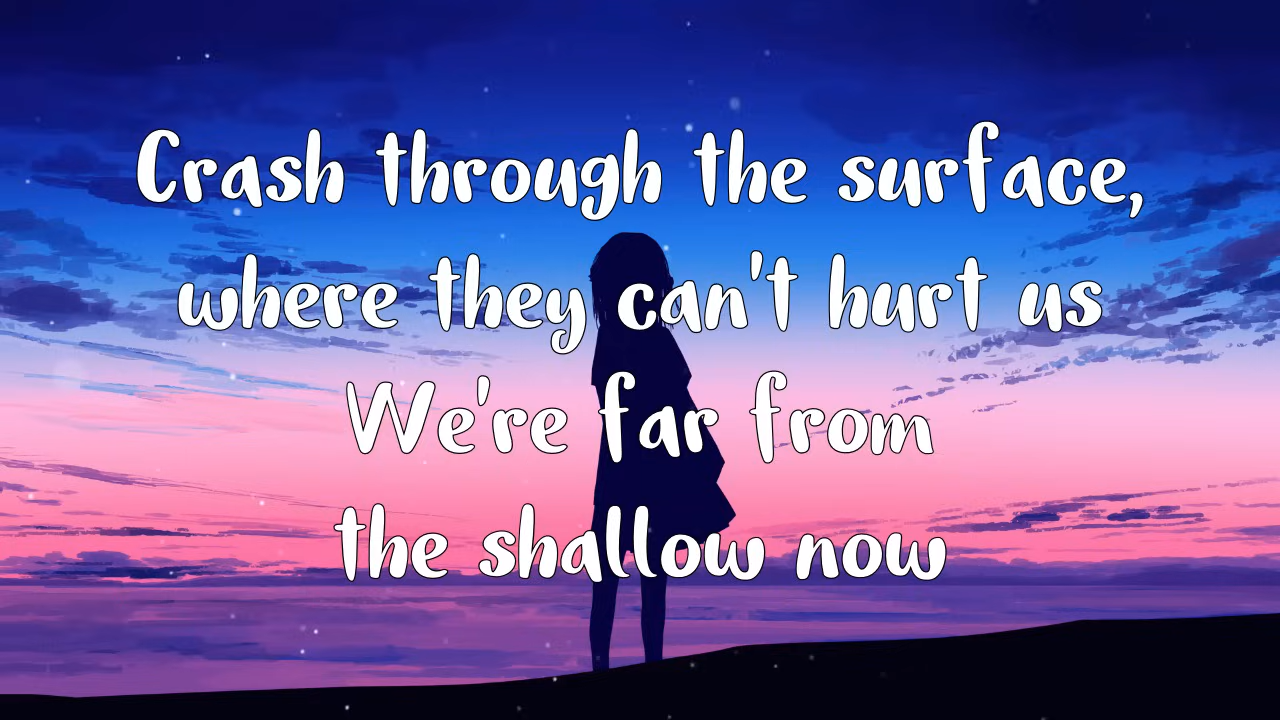 Crash through the surface,
where they can't hurt us
We're far from
the shallow now